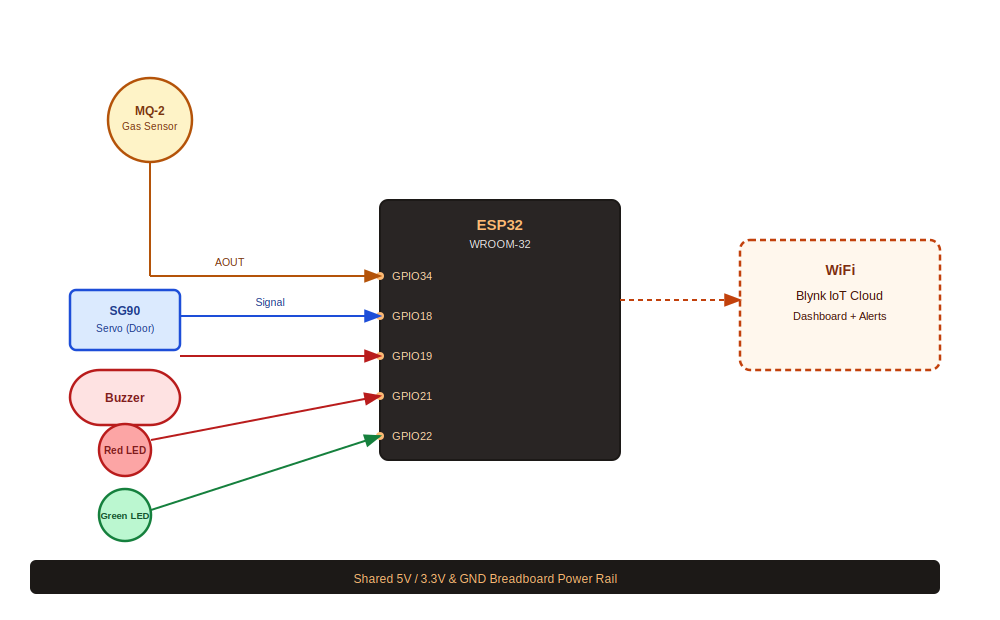 MQ-2
Gas Sensor
ESP32
WROOM-32
AOUT
GPIO34
WiFi
Blynk IoT Cloud
Dashboard + Alerts
SG90
Servo (Door)
Signal
GPIO18
GPIO19
Buzzer
GPIO21
Red LED
GPIO22
Green LED
Shared 5V / 3.3V & GND Breadboard Power Rail